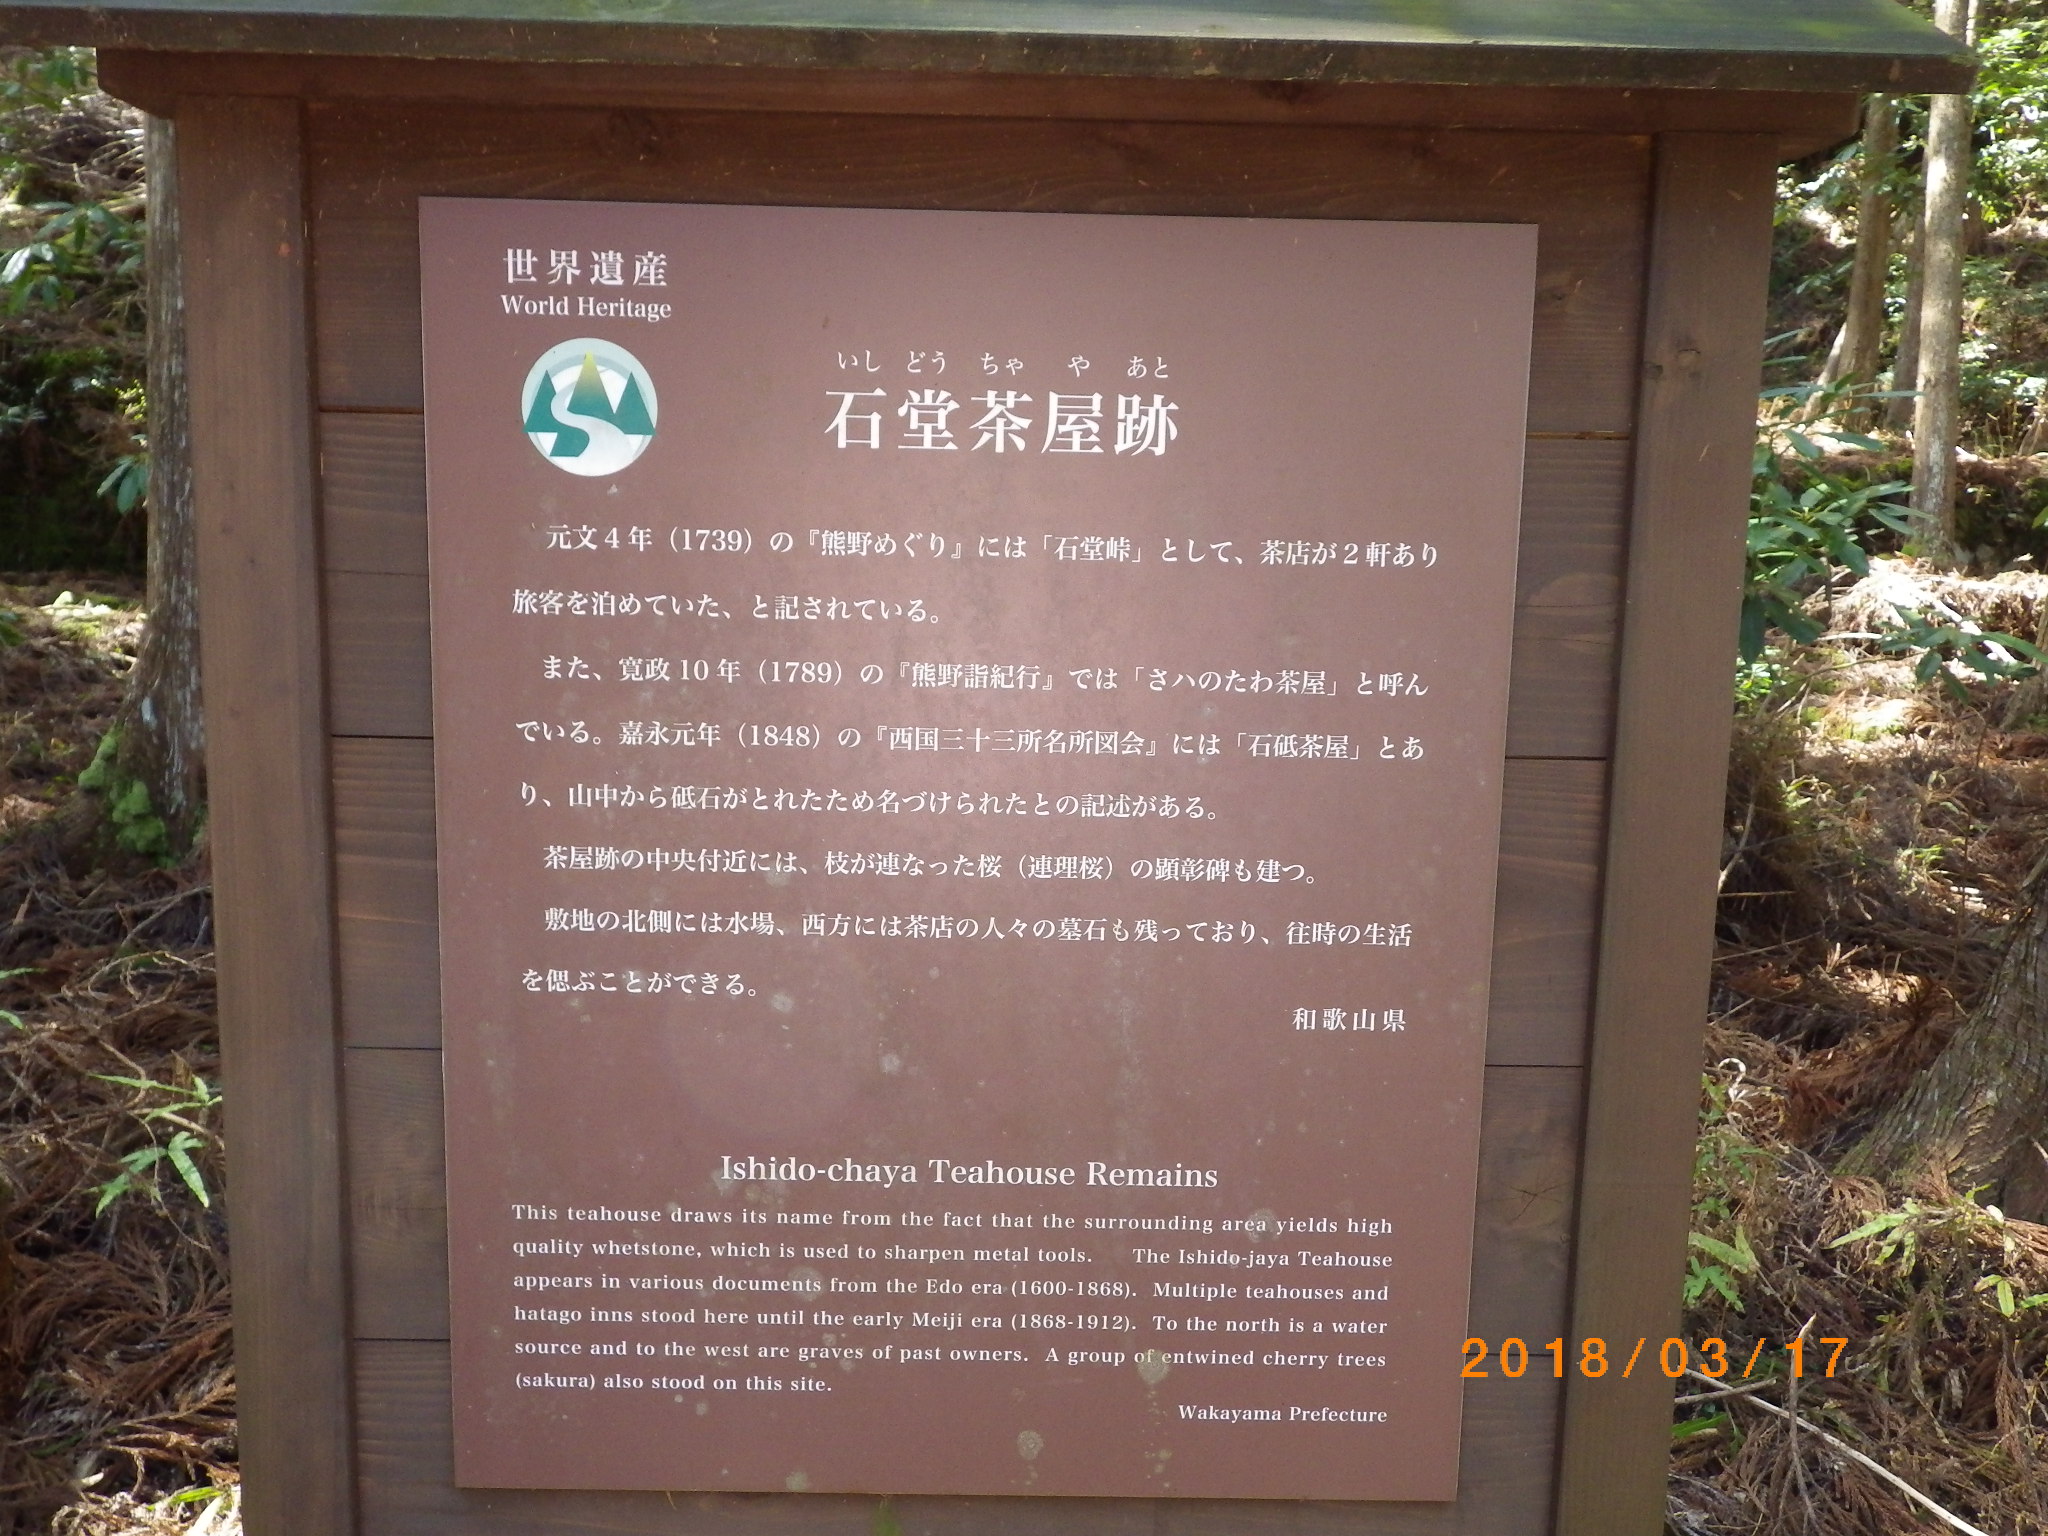 世界遺産
World Heritage
いし どう ちゃ や あと
石堂茶屋跡
元文4年（1739）の『熊野めぐり』には「石堂峠」として、茶店が2軒あり
旅客を泊めていた、と記されている。
また、寛政10年（1789）の『熊野詣紀行』では「さハのたわ茶屋」と呼ん
でいる。嘉永元年（1848）の『西国三十三所名所図会』には「石砥茶屋」とあ
り、山中から砥石がとれたため名づけられたとの記述がある。
茶屋跡の中央付近には、枝が連なった桜（連理桜）の顕彰碑も建つ。
敷地の北側には水場、西方には茶店の人々の墓石も残っており、往時の生活
を偲ぶことができる。
和歌山県
Ishido-chaya Teahouse Remains
This teahouse draws its name from the fact that the surrounding area yields high
quality whetstone, which is used to sharpen metal tools. The Ishido-jaya Teahouse
appears in various documents from the Edo era (1600-1868). Multiple teahouses and
hatago inns stood here until the early Meiji era (1868-1912). To the north is a water
source and to the west are graves of past owners. A group of entwined cherry trees
(sakura) also stood on this site.
Wakayama Prefecture
2018/03/17